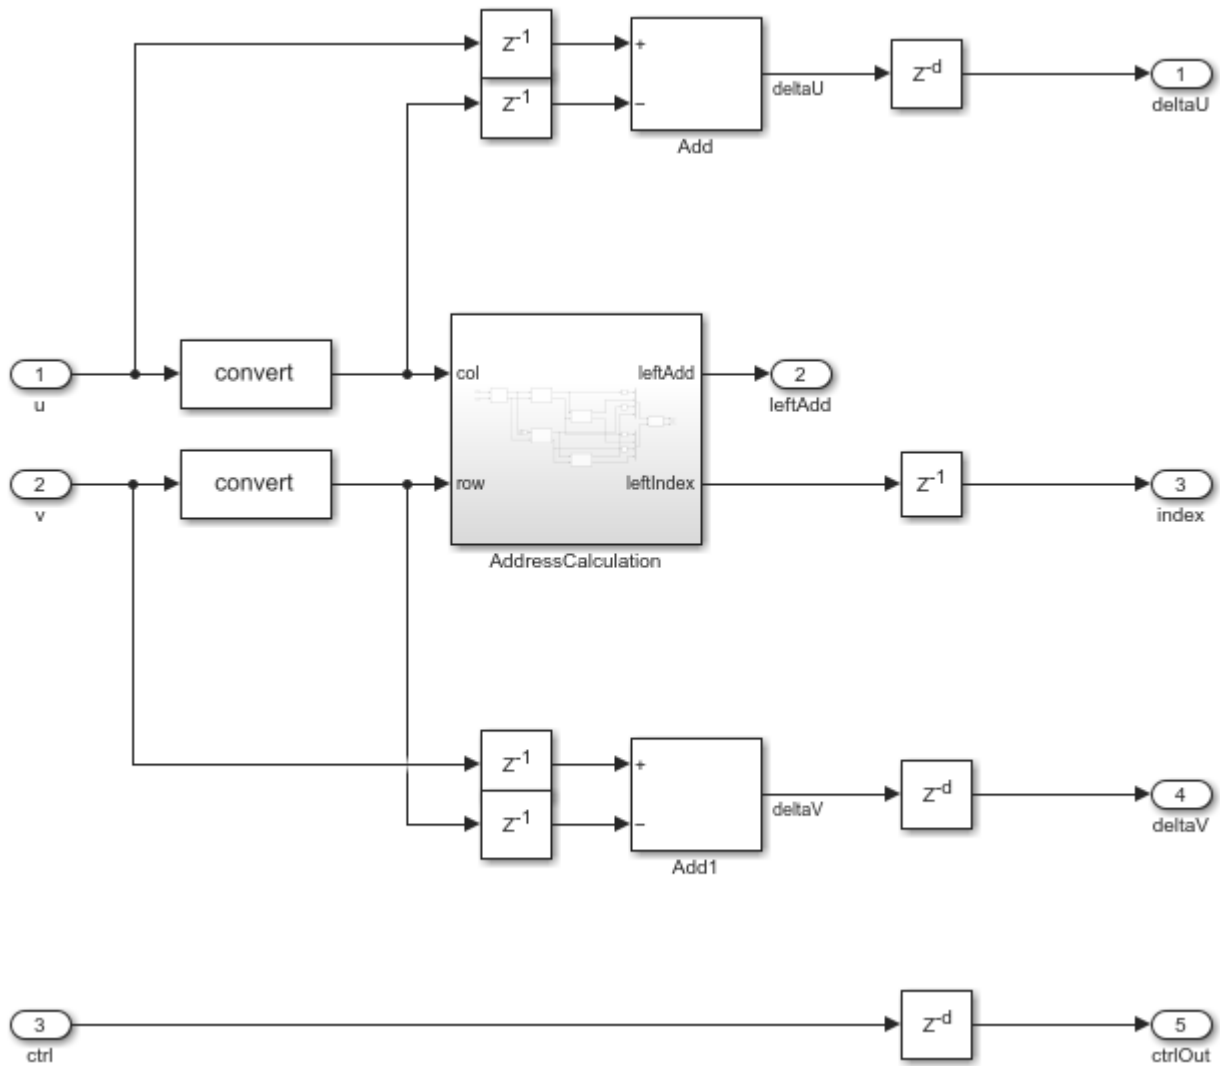 Z-1
+
Z-1
−
deltaU
Add
Z-d
1
deltaU
1
u
convert
col
leftAdd
2
leftAdd
2
v
convert
row
leftIndex
AddressCalculation
Z-1
3
index
Z-1
+
Z-1
−
deltaV
Add1
Z-d
4
deltaV
3
ctrl
Z-d
5
ctrlOut